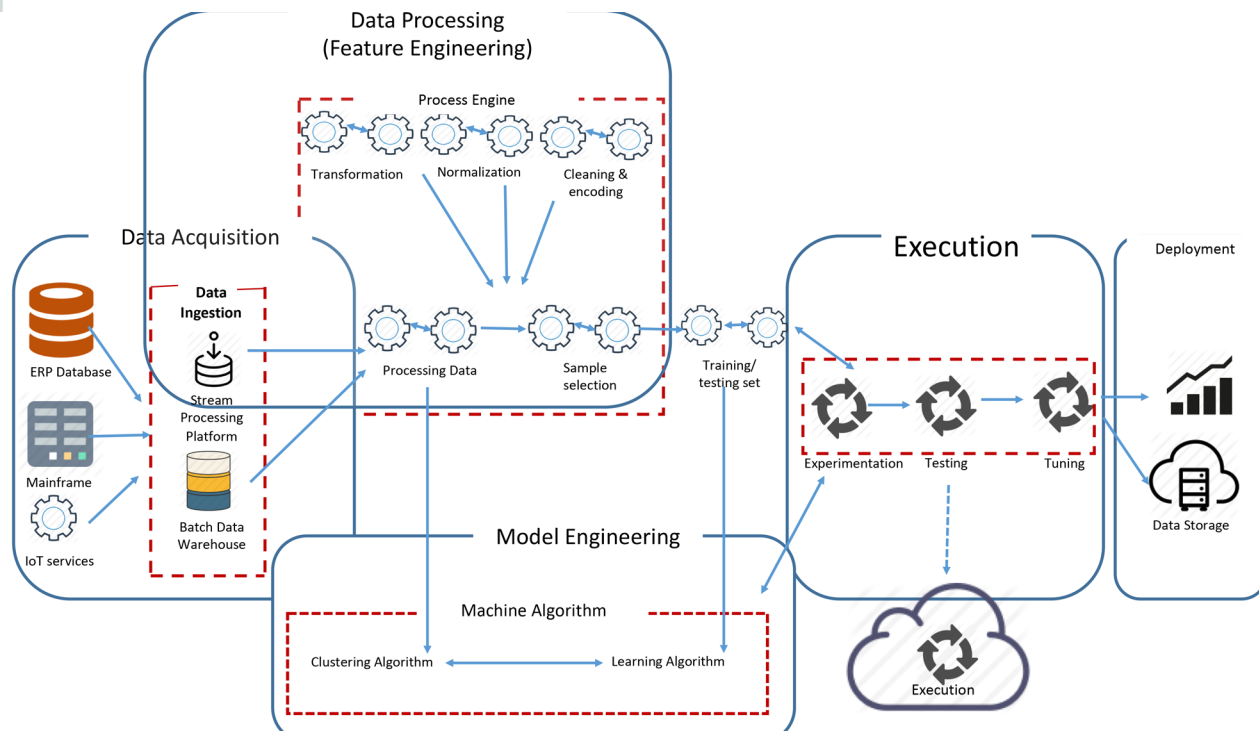 Data Processing
(Feature Engineering)
Process Engine
Transformation
Normalization
Cleaning &
encoding
Data Acquisition
Data
Ingestion
ERP Database
Stream
Processing
Platform
Mainframe
Batch Data
Warehouse
IoT services
Processing Data
Sample
selection
Training/
testing set
Execution
Experimentation
Testing
Tuning
Deployment
Data Storage
Model Engineering
Machine Algorithm
Clustering Algorithm
Learning Algorithm
Execution